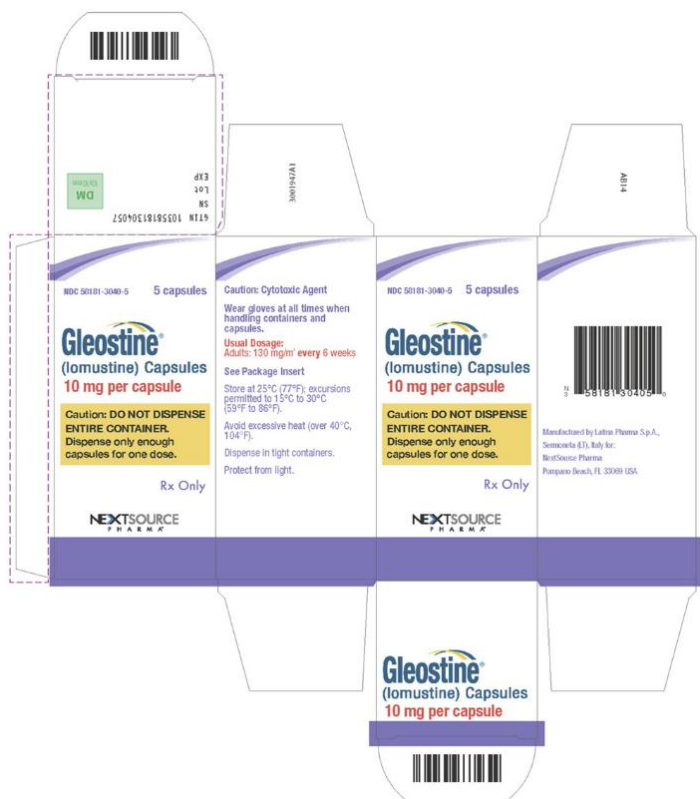 EXP
Lot
SN
GTIN 10358181304057
DM
3001947A1
AB14
NDC 58181-3040-5 5 capsules
Gleostine®
(lomustine) Capsules
10 mg per capsule
Caution: DO NOT DISPENSE
ENTIRE CONTAINER.
Dispense only enough
capsules for one dose.
Rx Only
NEXTSOURCE
PHARMA
Caution: Cytotoxic Agent
Wear gloves at all times when
handling containers and
capsules.
Usual Dosage:
Adults: 130 mg/m² every 6 weeks
See Package Insert
Store at 25°C (77°F): excursions
permitted to 15°C to 30°C
(59°F to 86°F).
Avoid excessive heat (over 40°C,
104°F).
Dispense in tight containers.
Protect from light.
NDC 58181-3040-5 5 capsules
Gleostine®
(lomustine) Capsules
10 mg per capsule
Caution: DO NOT DISPENSE
ENTIRE CONTAINER.
Dispense only enough
capsules for one dose.
Rx Only
NEXTSOURCE
PHARMA
N
3 58181 30405 0
Manufactured by Latina Pharma S.p.A.,
Sermoneta (LT), Italy for:
NextSource Pharma
Pompano Beach, FL 33069 USA
Gleostine®
(lomustine) Capsules
10 mg per capsule